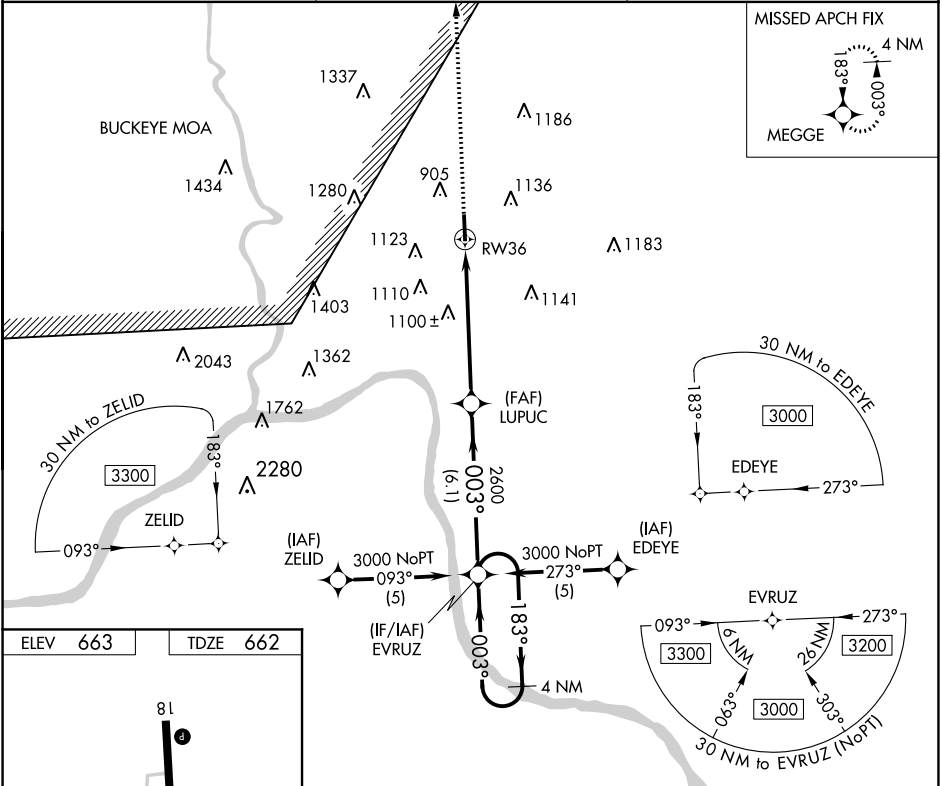 MISSED APCH FIX
4 NM
183°
003°
MEGGE
1337
1186
BUCKEYE MOA
1434
1280
905
1136
1123
RW36
1183
1110
1403
1100 ±
1141
2043
1362
30 NM to EDEYE
183°
3000
EDEYE
273°
(FAF)
LUPUC
1762
30 NM to ZELID
183°
3300
2280
ZELID
093°
2600
003°
(6.1)
(IAF)
ZELID
3000 NoPT
093°
(5)
3000 NoPT
273°
(5)
(IAF)
EDEYE
(IF/IAF)
EVRUZ
003°
183°
4 NM
EVRUZ
093°
273°
6 NM
26 NM
3300
3200
093°
303°
3000
30 NM to EVRUZ (NoPT)
ELEV 663
TDZE 662
18
P